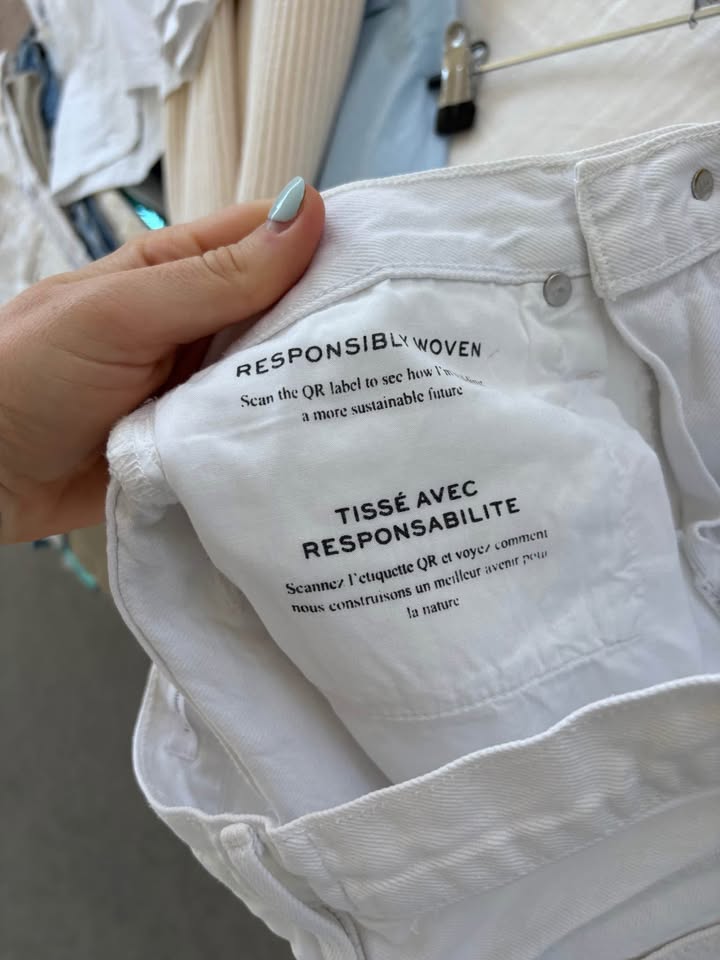 RESPONSIBLY WOVEN
Scan the QR label to see how I'm
a more sustainable future
TISSÉ AVEC
RESPONSABILITE
Scannez l'etiquette QR et voyez comment
nous construisons un meilleur avenir pour
la nature